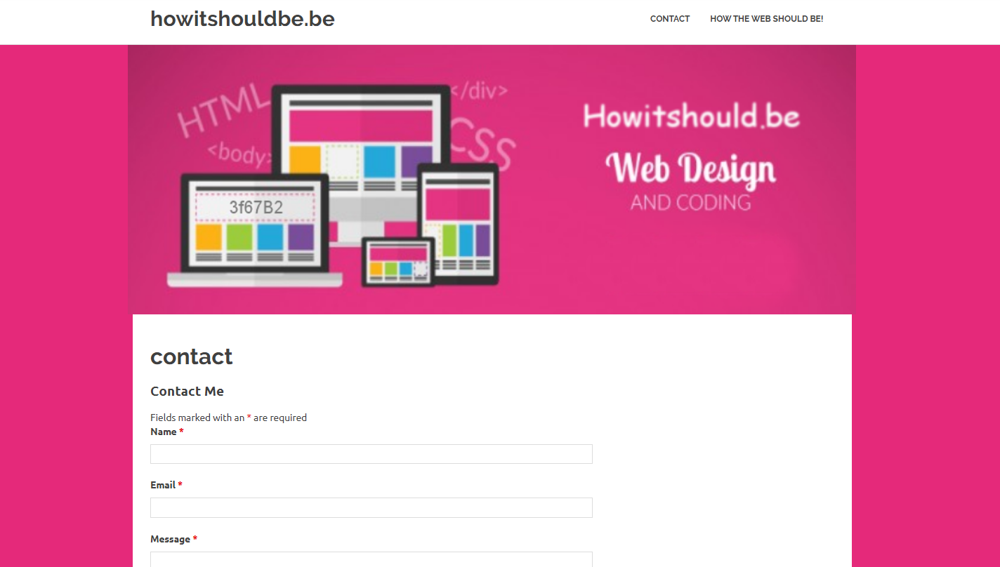 howitshouldbe.be
CONTACT
HOW THE WEB SHOULD BE!
HTML
</div>
<body>
CSS
3f67B2
Howitshould.be
Web Design
AND CODING
contact
Contact Me
Fields marked with an * are required
Name *
Email *
Message *